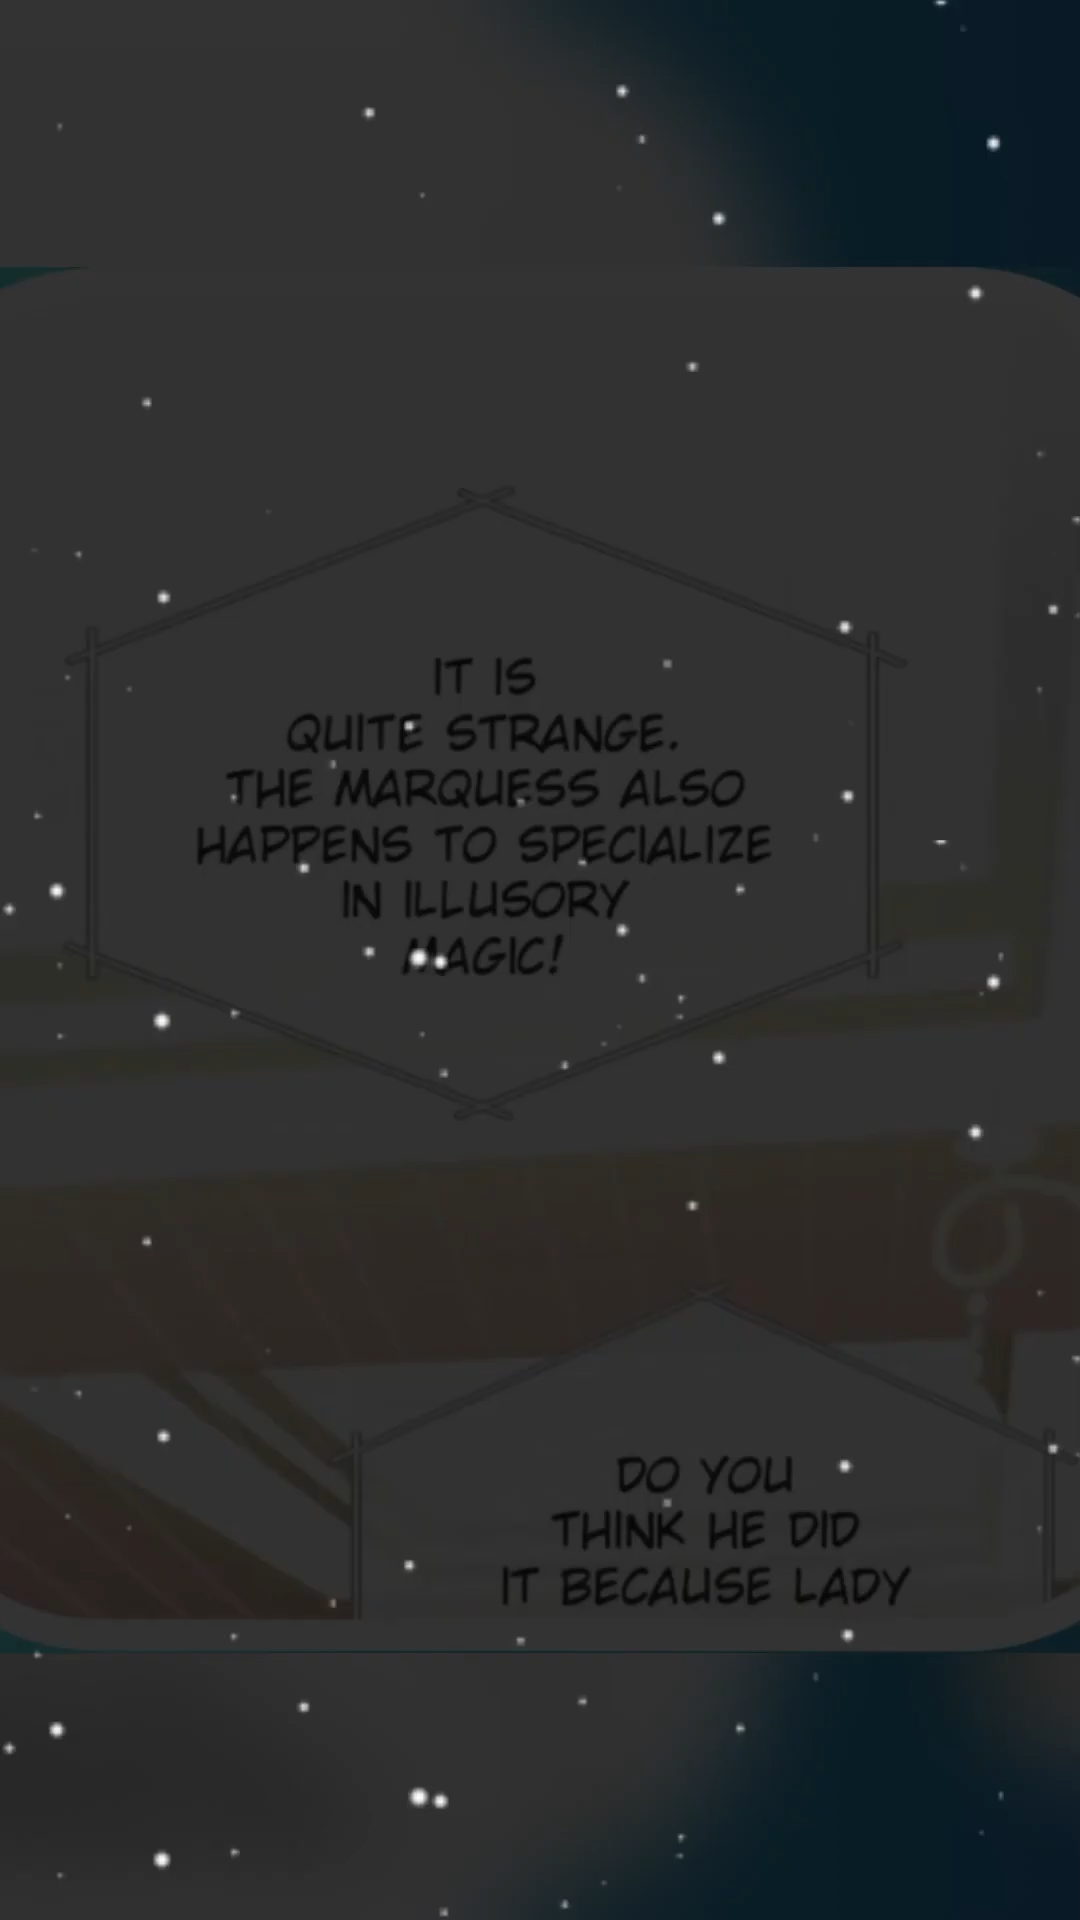 IT IS
QUITE STRANGE.
THE MARQUESS ALSO
HAPPENS TO SPECIALIZE
IN ILLUSORY
MAGIC!
DO YOU
THINK HE DID
IT BECAUSE LADY